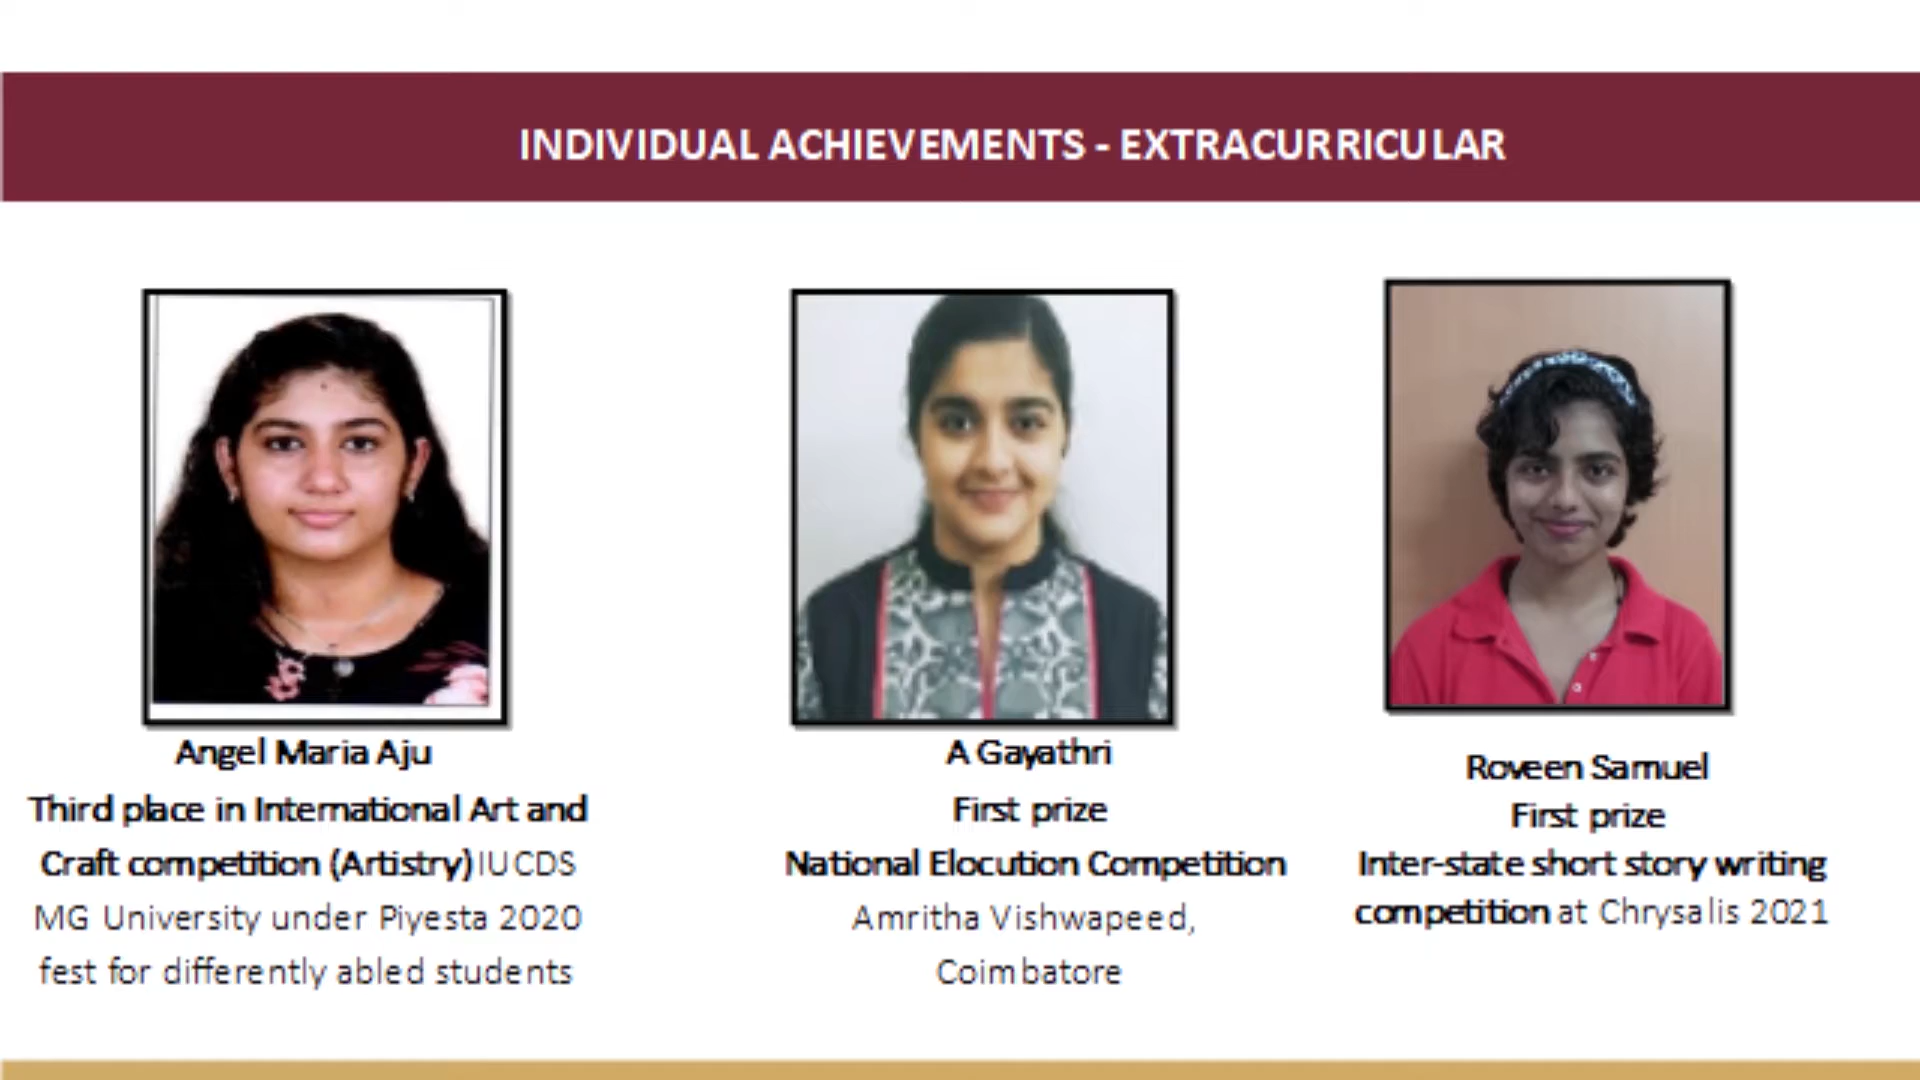 INDIVIDUAL ACHIEVEMENTS - EXTRACURRICULAR
Angel Maria Aju
Third place in International Art and
Craft competition (Artistry) IUCDS
MG University under Piyesta 2020
fest for differently abled students
A Gayathri
First prize
National Elocution Competition
Amritha Vishwapeed,
Coimbatore
Roveen Samuel
First prize
Inter-state short story writing
competition at Chrysalis 2021